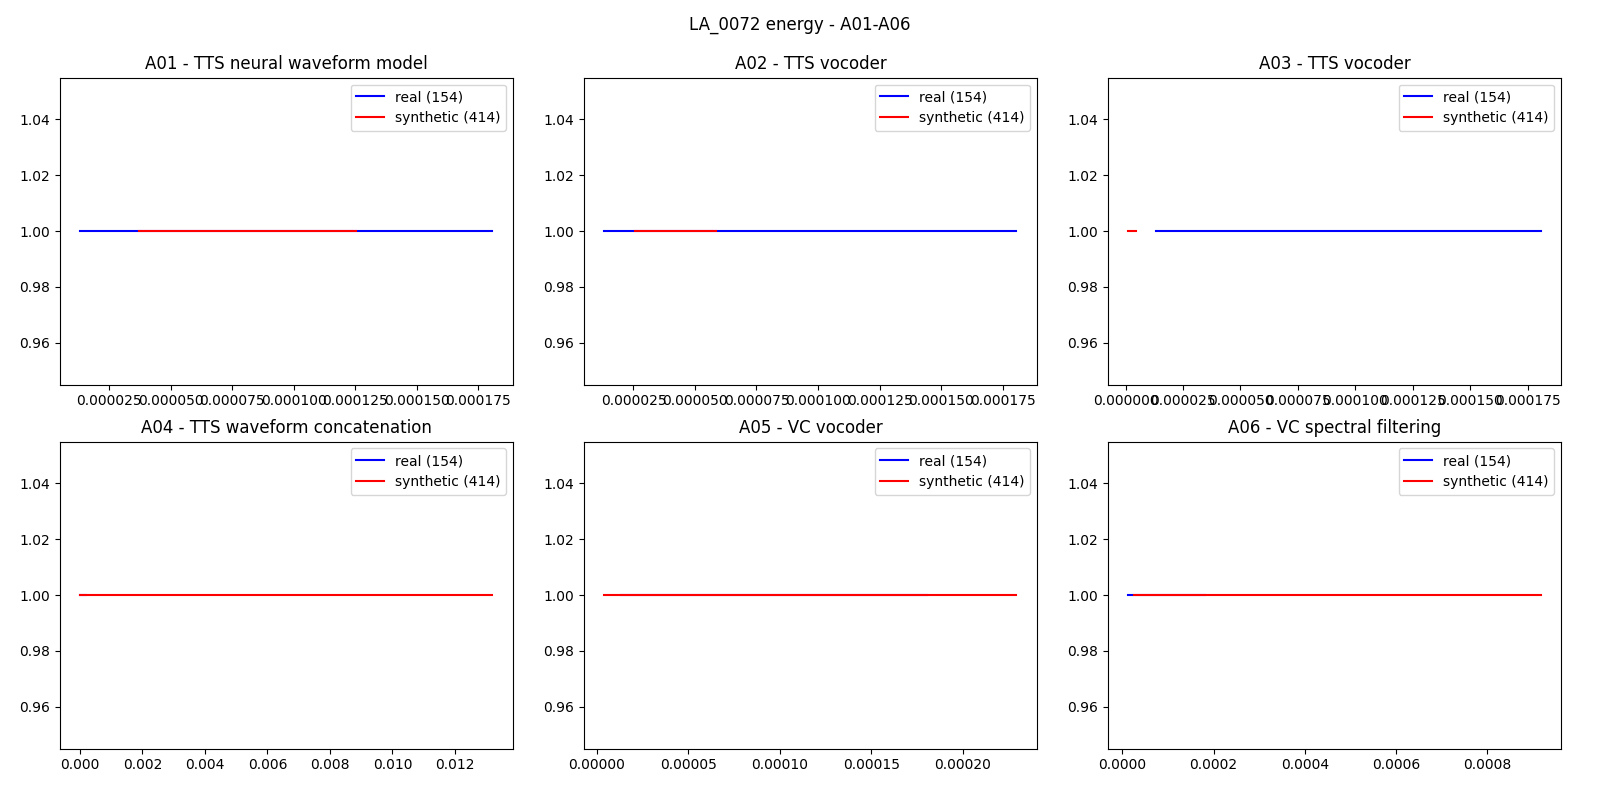 LA_0072 energy - A01-A06
A01 - TTS neural waveform model
real (154)
synthetic (414)
1.04
1.02
1.00
0.98
0.96
0.000025 0.000050 0.000075 0.000100 0.000125 0.000150 0.000175
A02 - TTS vocoder
real (154)
synthetic (414)
1.04
1.02
1.00
0.98
0.96
0.000025 0.000050 0.000075 0.000100 0.000125 0.000150 0.000175
A03 - TTS vocoder
real (154)
synthetic (414)
1.04
1.02
1.00
0.98
0.96
0.000000 0.000025 0.000050 0.000075 0.000100 0.000125 0.000150 0.000175
A04 - TTS waveform concatenation
real (154)
synthetic (414)
1.04
1.02
1.00
0.98
0.96
0.000 0.002 0.004 0.006 0.008 0.010 0.012
A05 - VC vocoder
real (154)
synthetic (414)
1.04
1.02
1.00
0.98
0.96
0.00000 0.00005 0.00010 0.00015 0.00020
A06 - VC spectral filtering
real (154)
synthetic (414)
1.04
1.02
1.00
0.98
0.96
0.0000 0.0002 0.0004 0.0006 0.0008